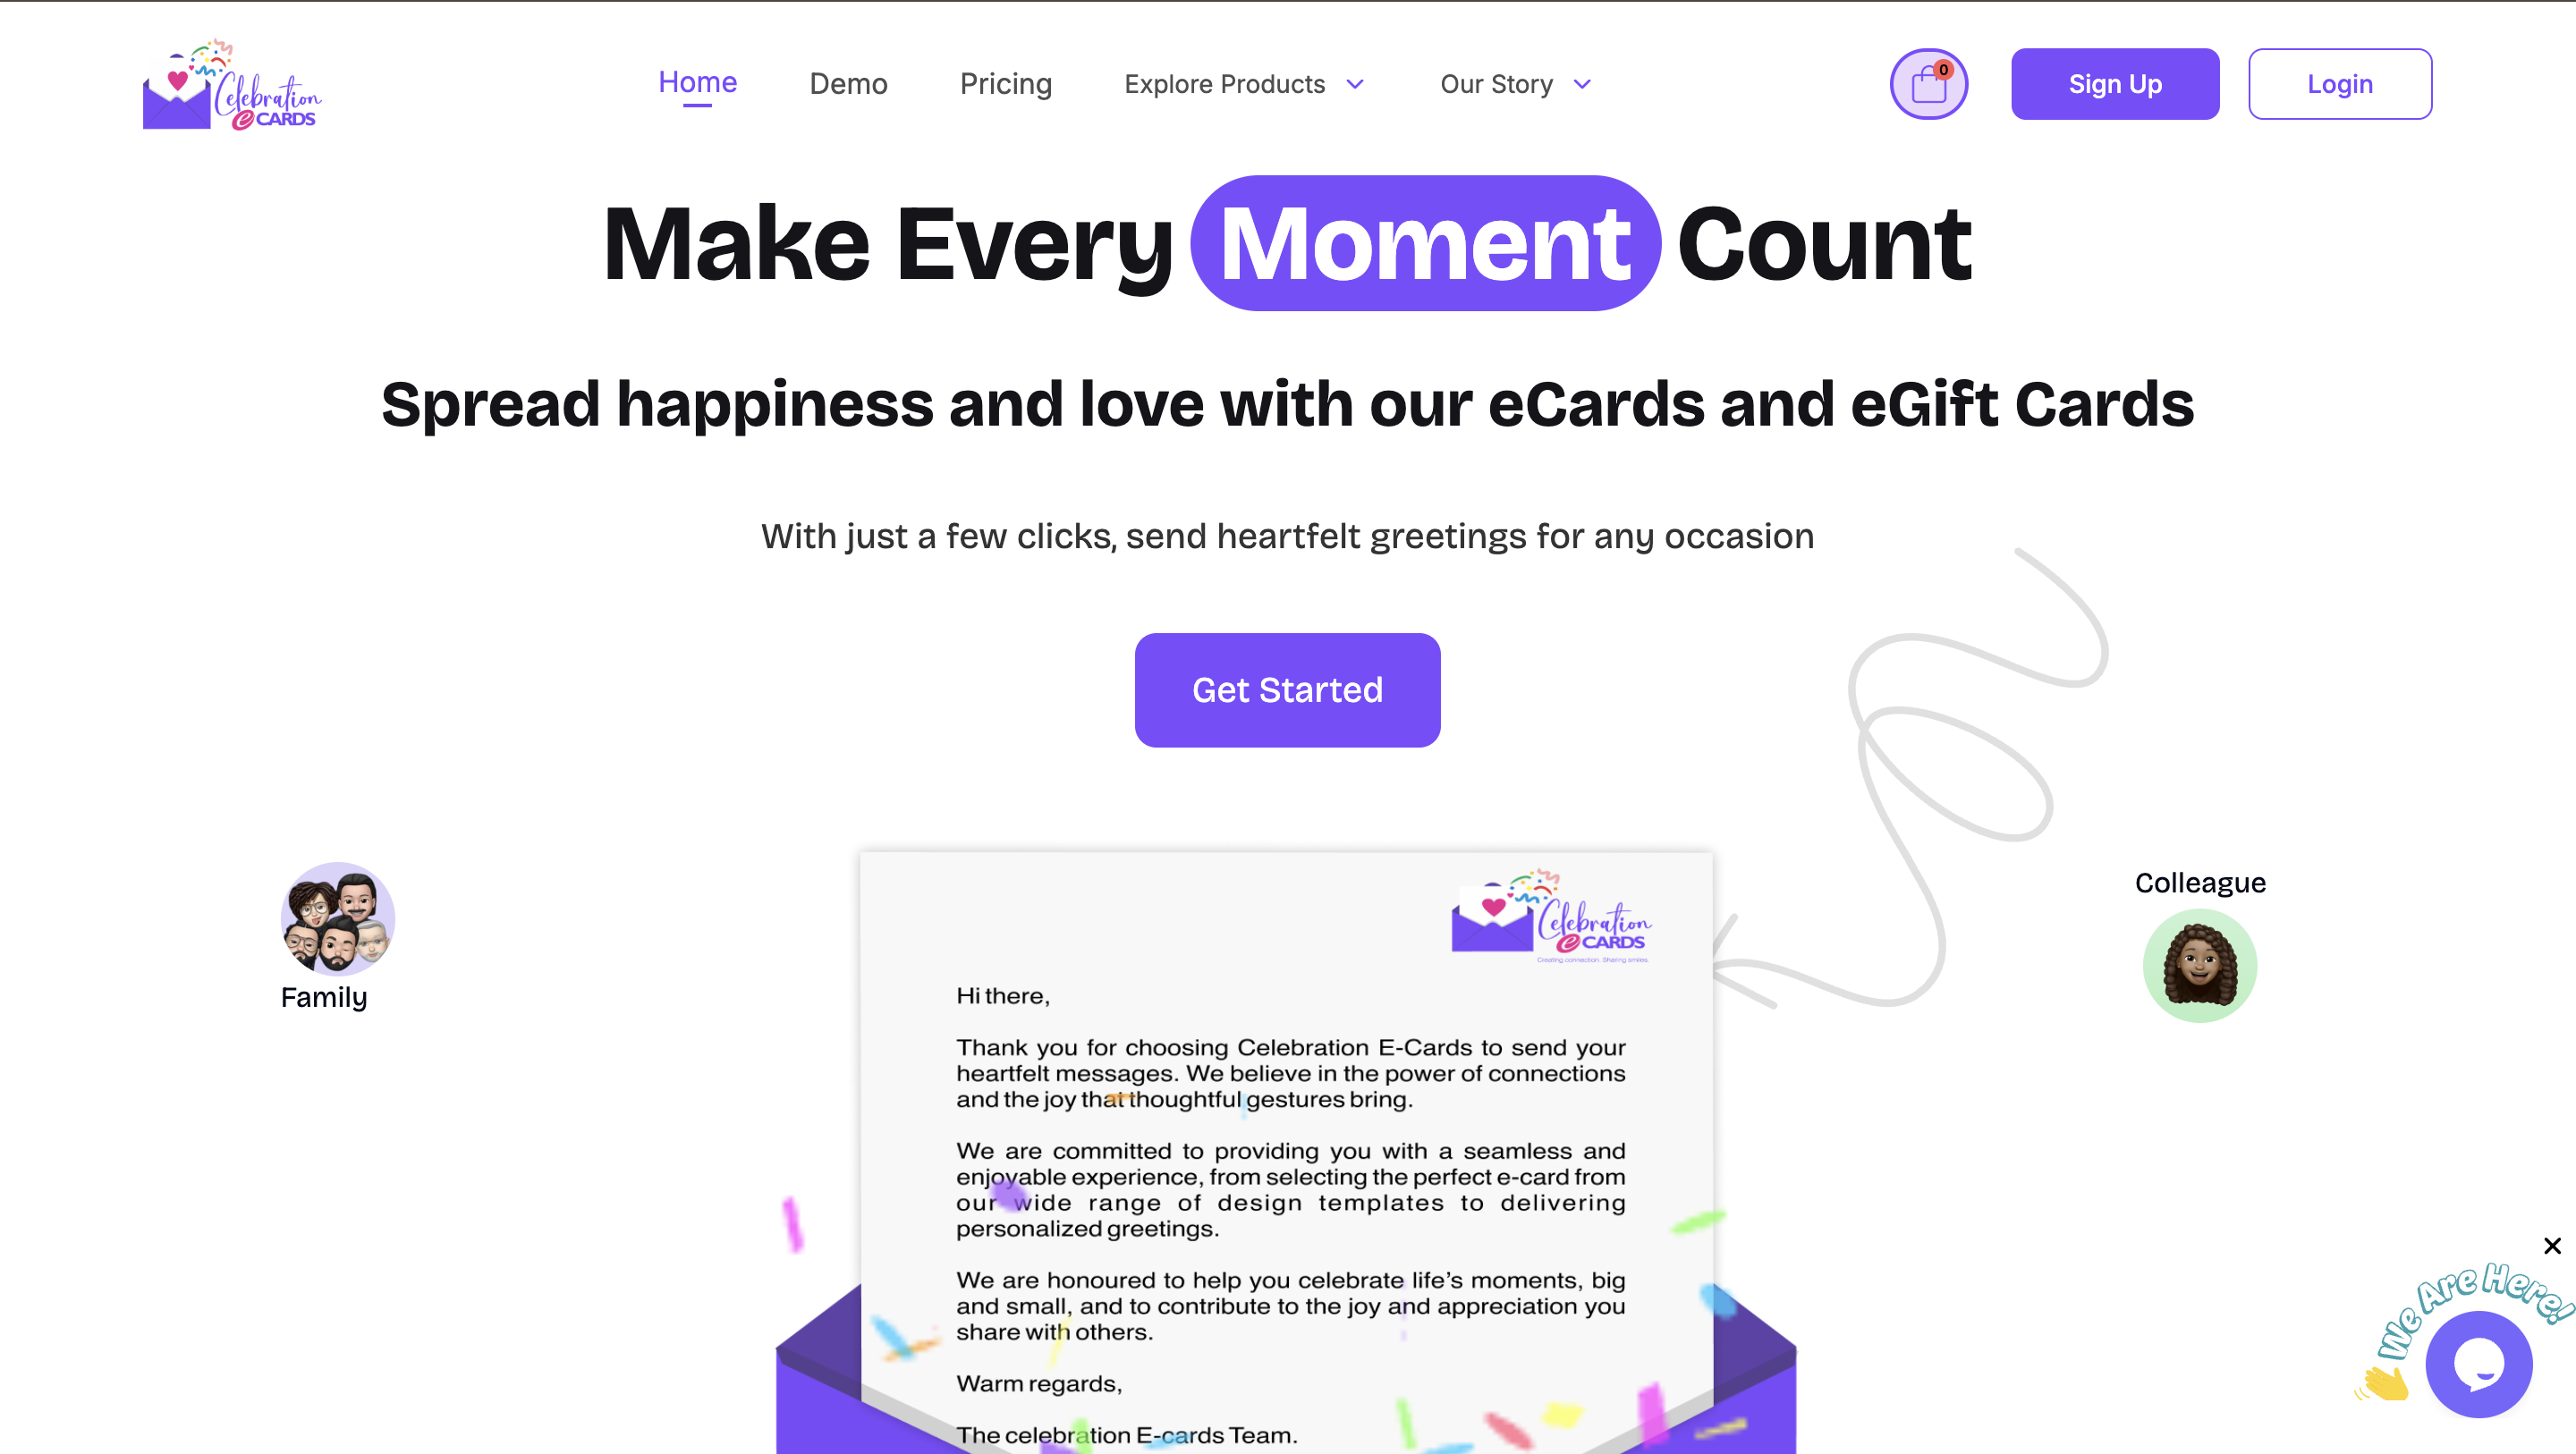 Celebration
eCARDS
Home
Demo
Pricing
Explore Products
Our Story
0
Sign Up
Login
Make Every Moment Count
Spread happiness and love with our eCards and eGift Cards
With just a few clicks, send heartfelt greetings for any occasion
Get Started
Family
Colleague
Celebration
eCARDS
Creating connection. Sharing smiles.
Hi there,
Thank you for choosing Celebration E-Cards to send your
heartfelt messages. We believe in the power of connections
and the joy that thoughtful gestures bring.
We are committed to providing you with a seamless and
enjoyable experience, from selecting the perfect e-card from
our wide range of design templates to delivering
personalized greetings.
We are honoured to help you celebrate life’s moments, big
and small, and to contribute to the joy and appreciation you
share with others.
Warm regards,
The celebration E-cards Team.
We Are Here!